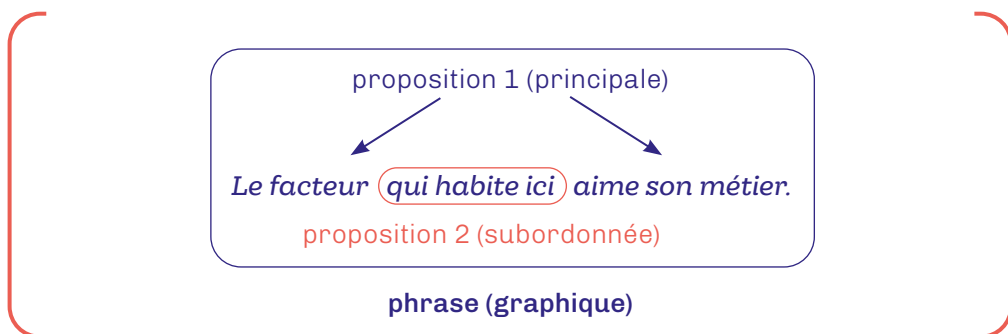 proposition 1 (principale)
Le facteur qui habite ici aime son métier.
proposition 2 (subordonnée)
phrase (graphique)